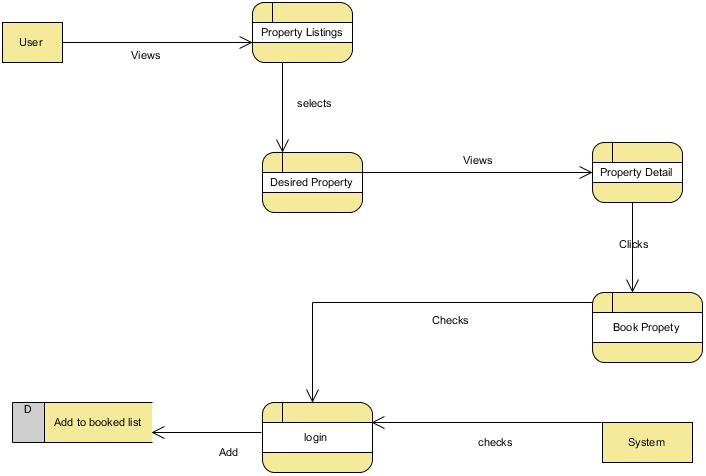 Property Listings
User
Views
selects
Views
Desired Property
Property Detail
Clicks
Checks
Book Propety
D
Add to booked list
login
checks
System
Add